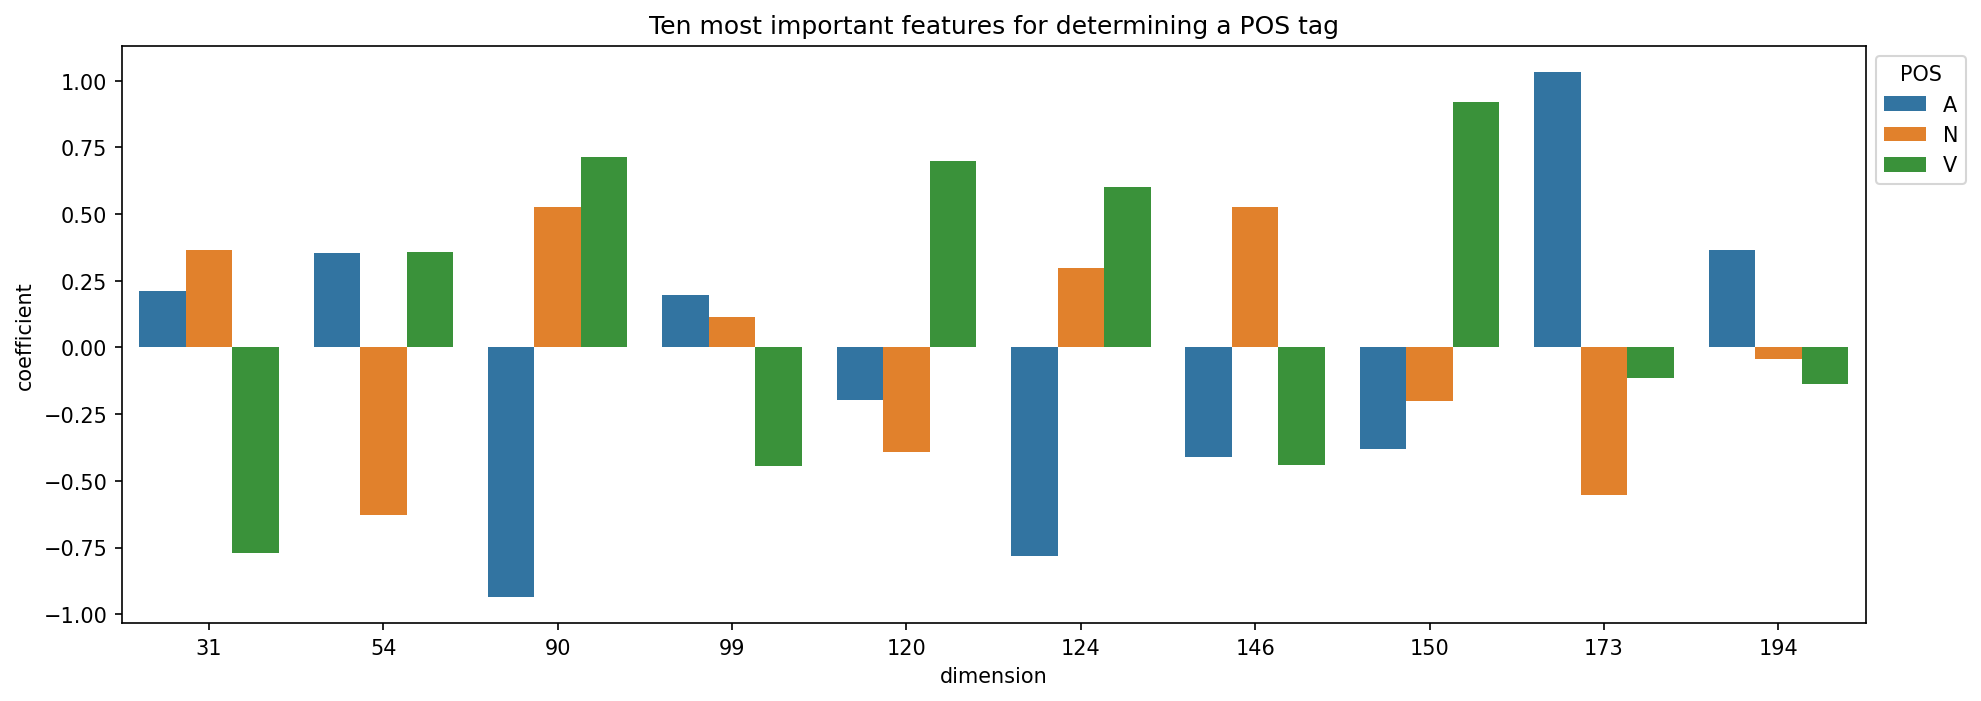 Ten most important features for determining a POS tag
POS
A
N
V
coefficient
1.00
0.75
0.50
0.25
0.00
−0.25
−0.50
−0.75
−1.00
31 54 90 99 120 124 146 150 173 194
dimension